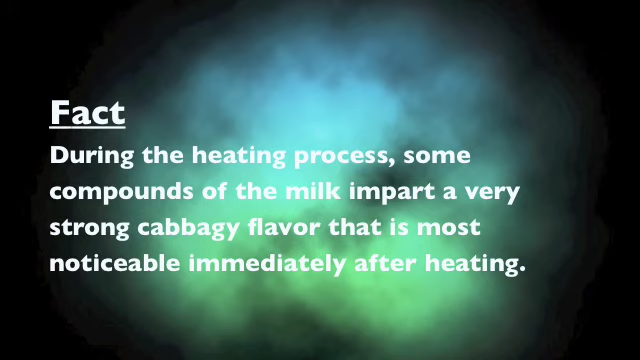 Fact
During the heating process, some
compounds of the milk impart a very
strong cabbagy flavor that is most
noticeable immediately after heating.